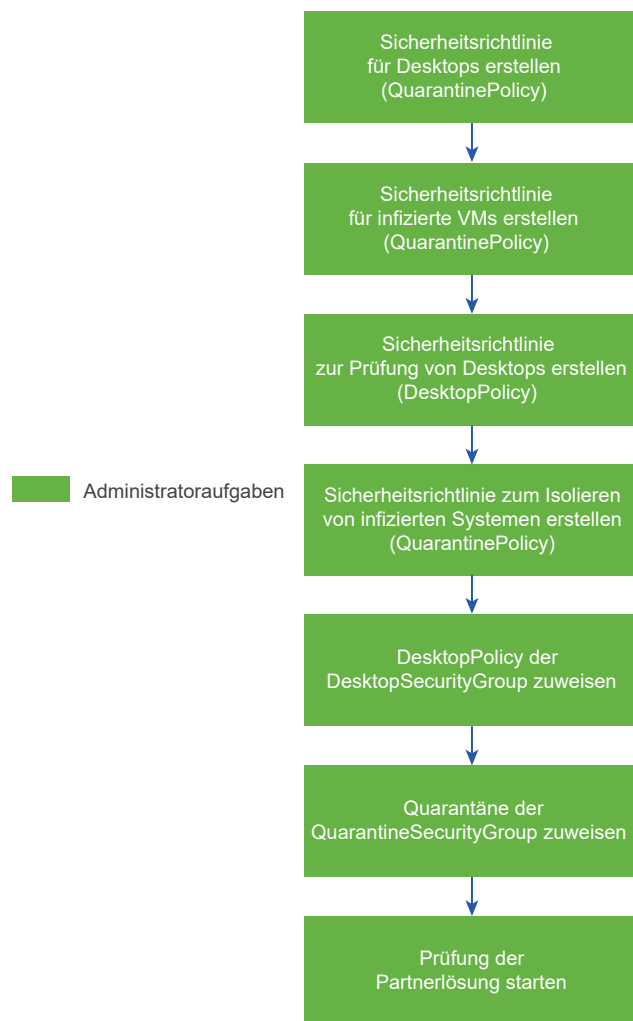 Sicherheitsrichtlinie
für Desktops erstellen
(QuarantinePolicy)
Sicherheitsrichtlinie
für infizierte VMs erstellen
(QuarantinePolicy)
Sicherheitsrichtlinie
zur Prüfung von Desktops erstellen
(DesktopPolicy)
Administratoraufgaben
Sicherheitsrichtlinie zum Isolieren
von infizierten Systemen erstellen
(QuarantinePolicy)
DesktopPolicy der
DesktopSecurityGroup zuweisen
Quarantäne der
QuarantineSecurityGroup zuweisen
Prüfung der
Partnerlösung starten